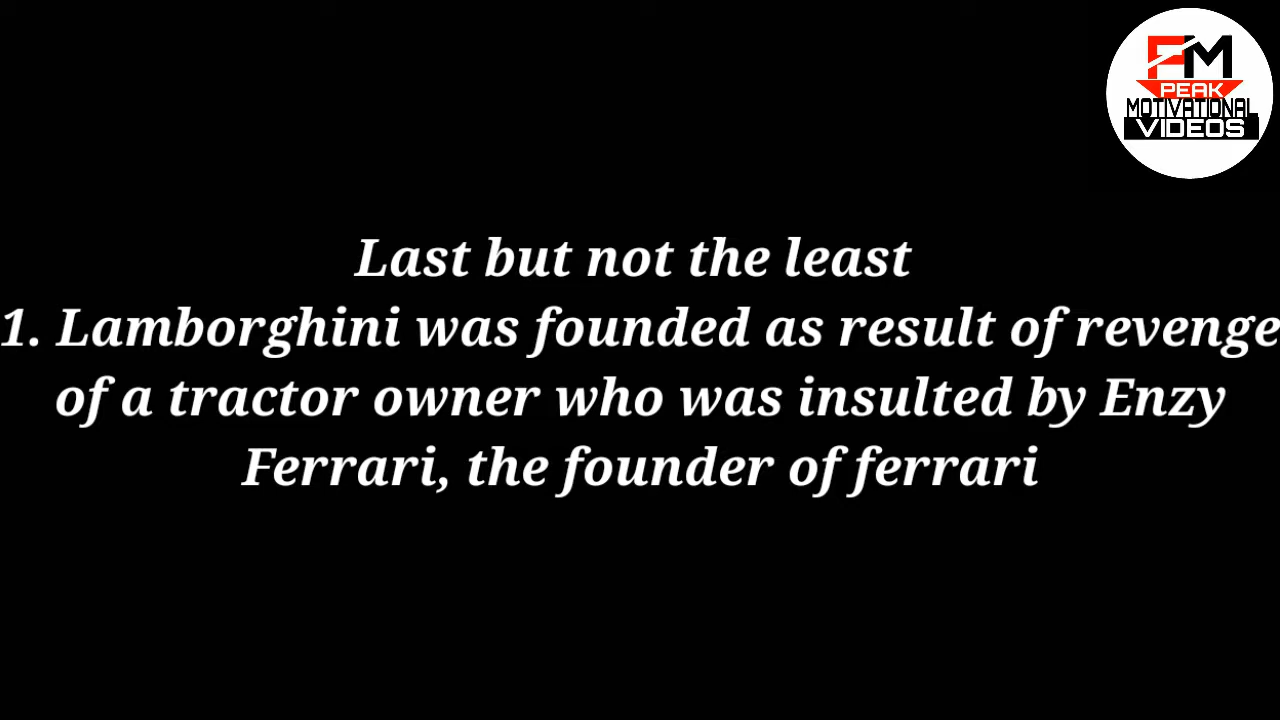 PM
PEAK
MOTIVATIONAL
VIDEOS
Last but not the least
1. Lamborghini was founded as result of revenge
of a tractor owner who was insulted by Enzy
Ferrari, the founder of ferrari